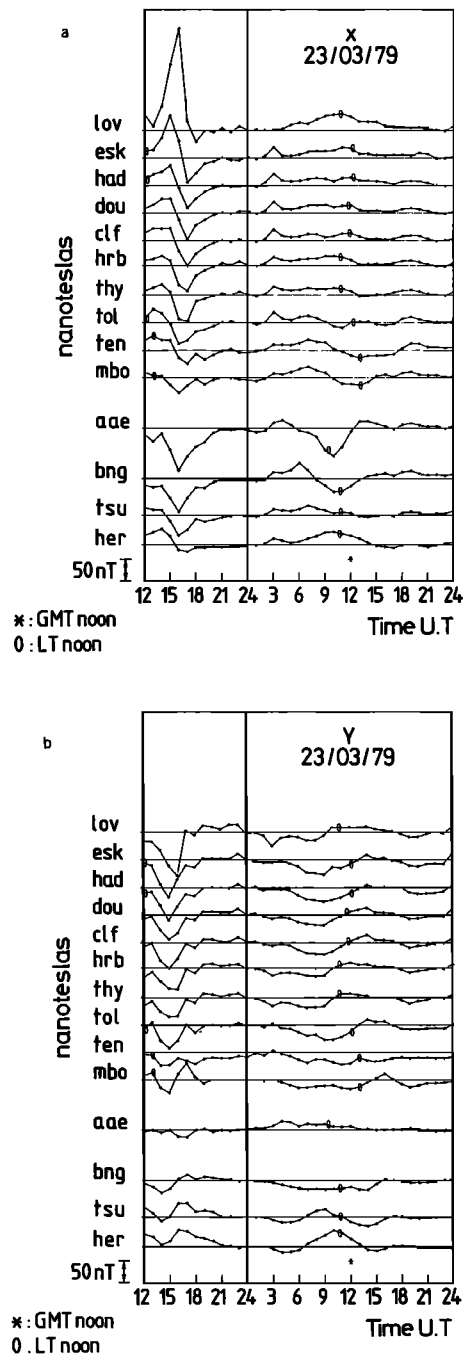 a
X
23/03/79
lov
esk
had
dou
clf
hrb
thy
tol
ten
mbo
aae
bng
tsu
her
nanoteslas
50nT
12 15 18 21 24 3 6 9 12 15 18 21 24
*: GMT noon
0 : LT noon
Time U.T
b
Y
23/03/79
lov
esk
had
dou
clf
hrb
thy
tol
ten
mbo
aae
bng
tsu
her
nanoteslas
50nT
12 15 18 21 24 3 6 9 12 15 18 21 24
*: GMT noon
0 . LT noon
Time U.T